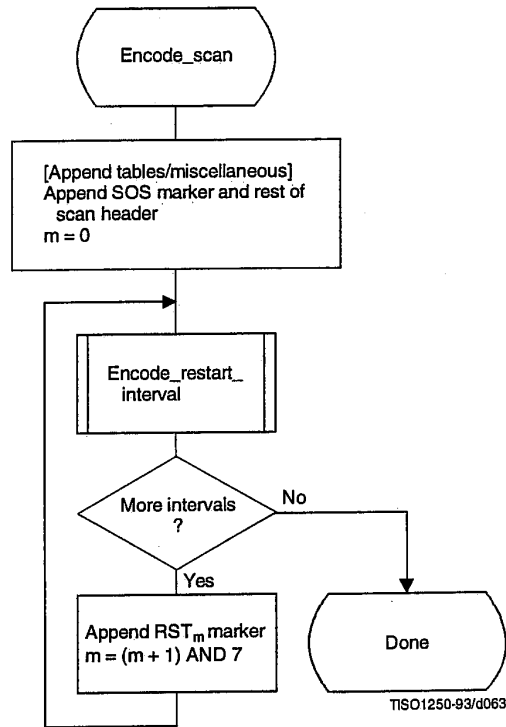 Encode_scan
[Append tables/miscellaneous]
Append SOS marker and rest of
scan header
m = 0
Encode_restart_
interval
More intervals
?
No
Yes
Append RSTm marker
m = (m + 1) AND 7
Done
TISO1250-93/d063